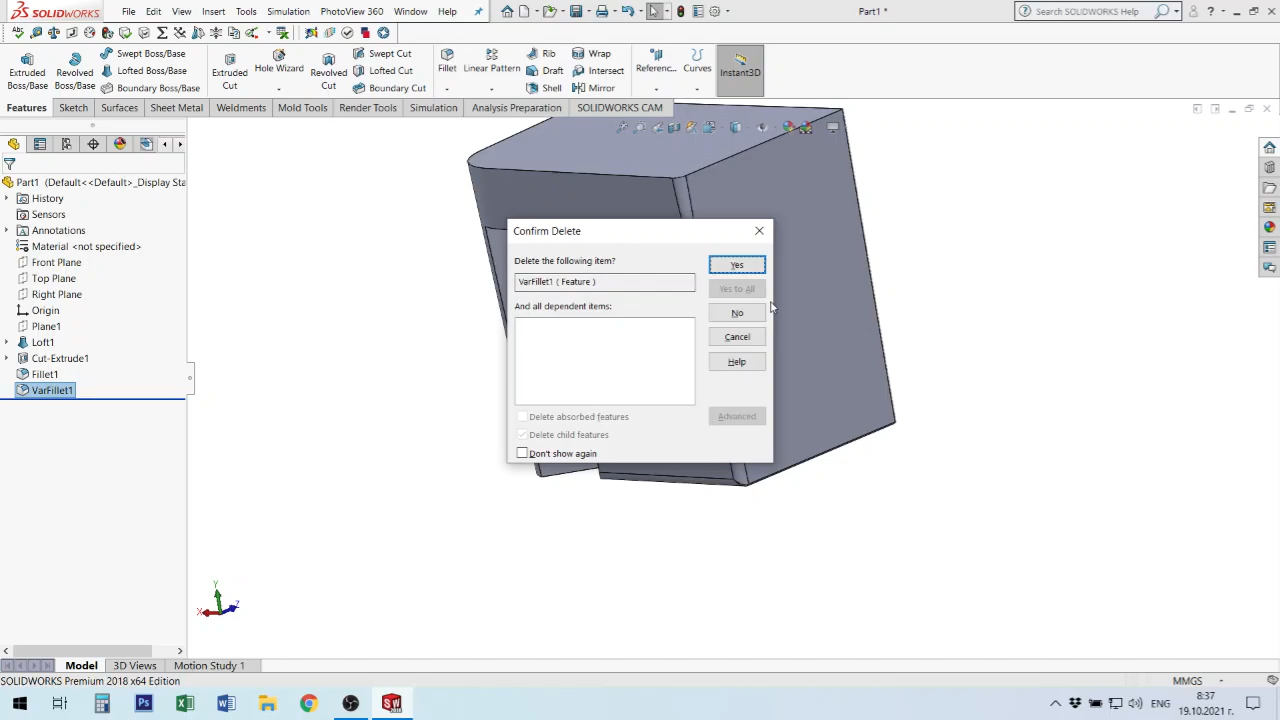 SOLIDWORKS File Edit View Insert Tools Simulation PhotoView 360 Window Help Part1 * Search SOLIDWORKS Help
Extruded Boss/Base
Revolved Boss/Base
Swept Boss/Base
Lofted Boss/Base
Boundary Boss/Base
Extruded Cut
Hole Wizard
Revolved Cut
Swept Cut
Lofted Cut
Boundary Cut
Fillet
Linear Pattern
Rib
Draft
Shell
Wrap
Intersect
Mirror
Referenc...
Curves
Instant3D
Features Sketch Surfaces Sheet Metal Weldments Mold Tools Render Tools Simulation Analysis Preparation SOLIDWORKS CAM
Part1 (Default<<Default>_Display Sta
History
Sensors
Annotations
Material <not specified>
Front Plane
Top Plane
Right Plane
Origin
Plane1
Loft1
Cut-Extrude1
Fillet1
VarFillet1
Confirm Delete
Delete the following item?
VarFillet1 ( Feature )
And all dependent items:
Yes
Yes to All
No
Cancel
Help
Advanced
Delete absorbed features
Delete child features
Don't show again
Y
X
Z
Model 3D Views Motion Study 1
SOLIDWORKS Premium 2018 x64 Edition MMGS
ENG
8:37
19.10.2021 г.